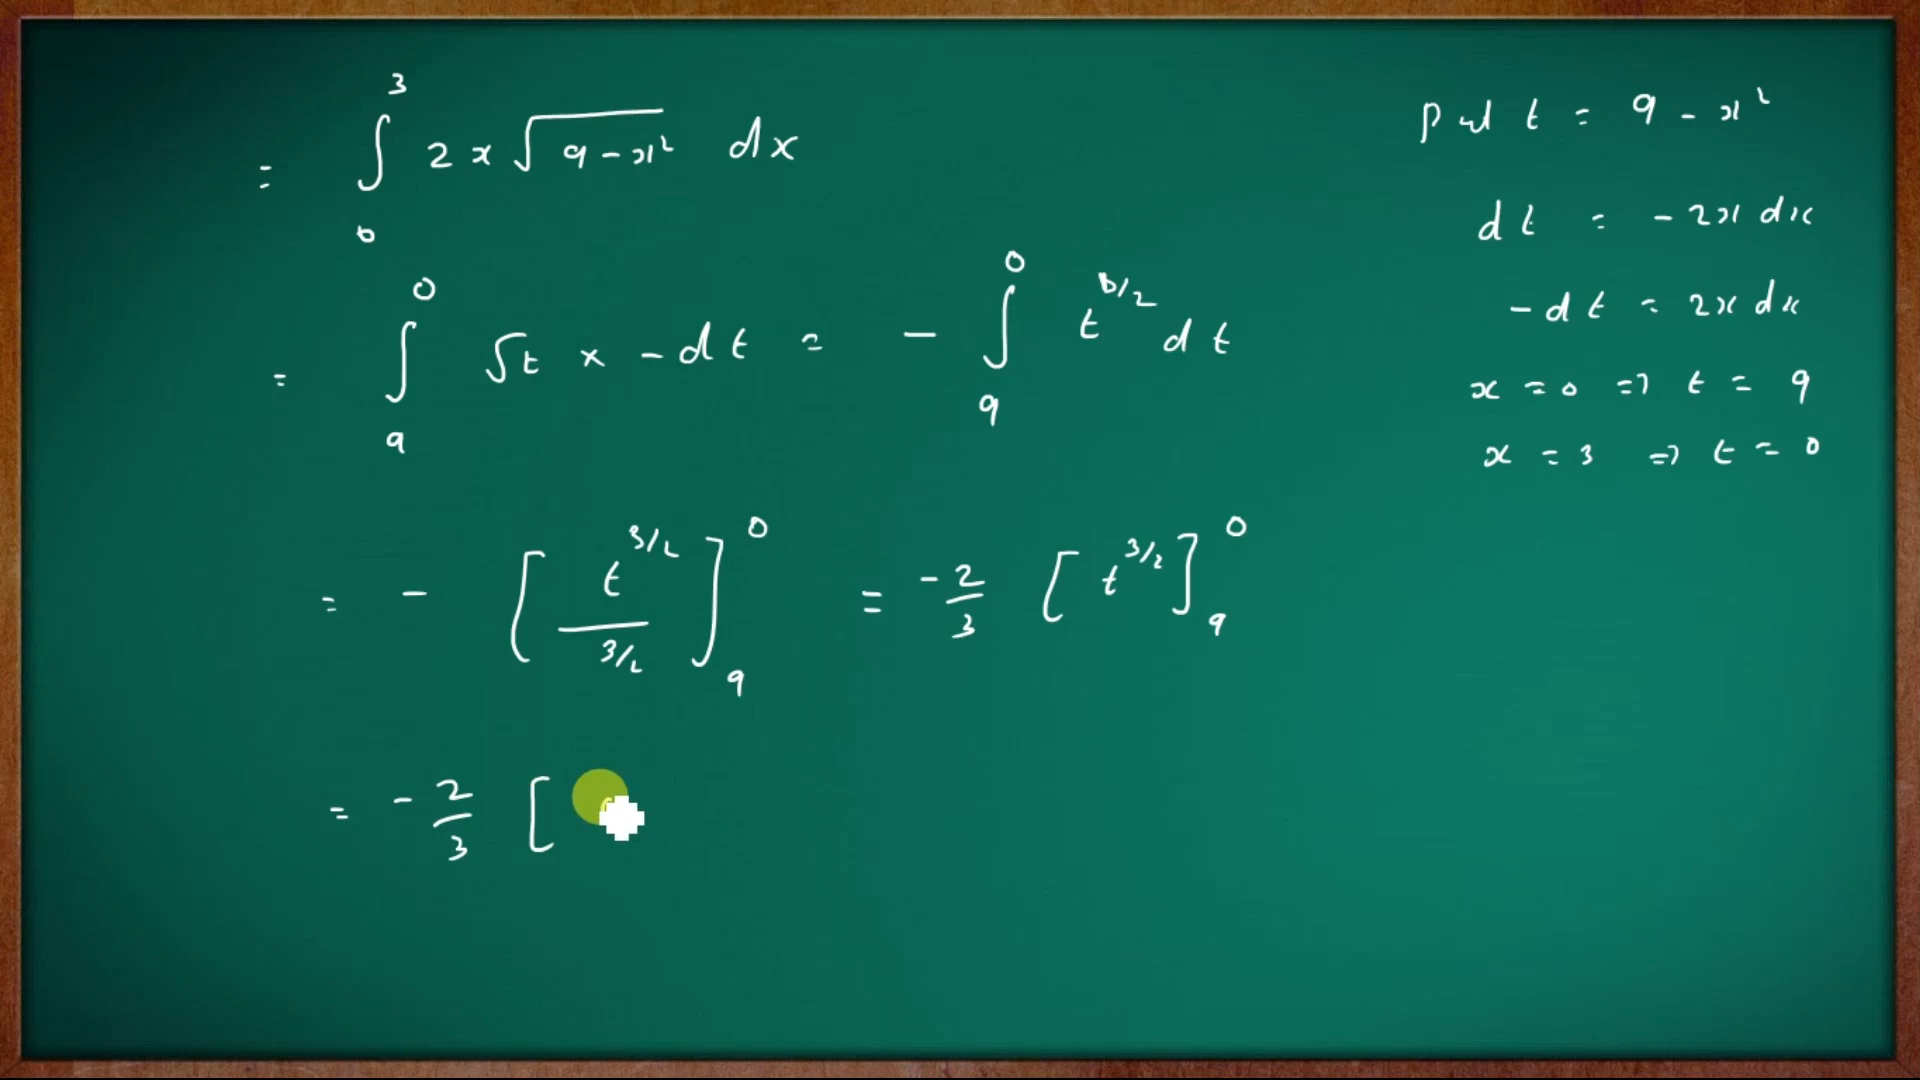 = ∫₀³ 2x √(9 - x²) dx
Put t = 9 - x²
dt = - 2x dx
= ∫₉⁰ √t × - dt = - ∫₉⁰ t^(1/2) dt
- dt = 2x dx
x = 0 => t = 9
x = 3 => t = 0
= - [ t^(3/2) / (3/2) ]₉⁰ = -2/3 [ t^(3/2) ]₉⁰
= -2/3 [